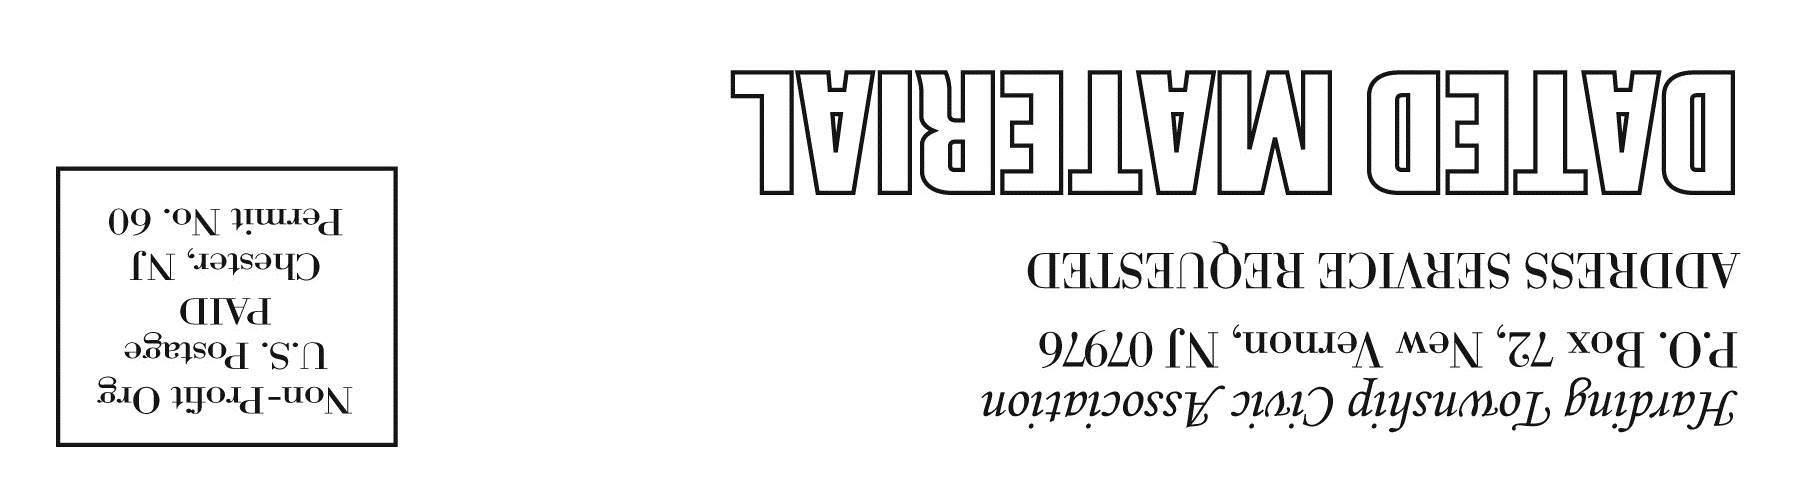 Harding Township Civic Association
P.O. Box 72, New Vernon, NJ 07976
ADDRESS SERVICE REQUESTED
DATED MATERIAL
Non-Profit Org
U.S. Postage
PAID
Chester, NJ
Permit No. 60